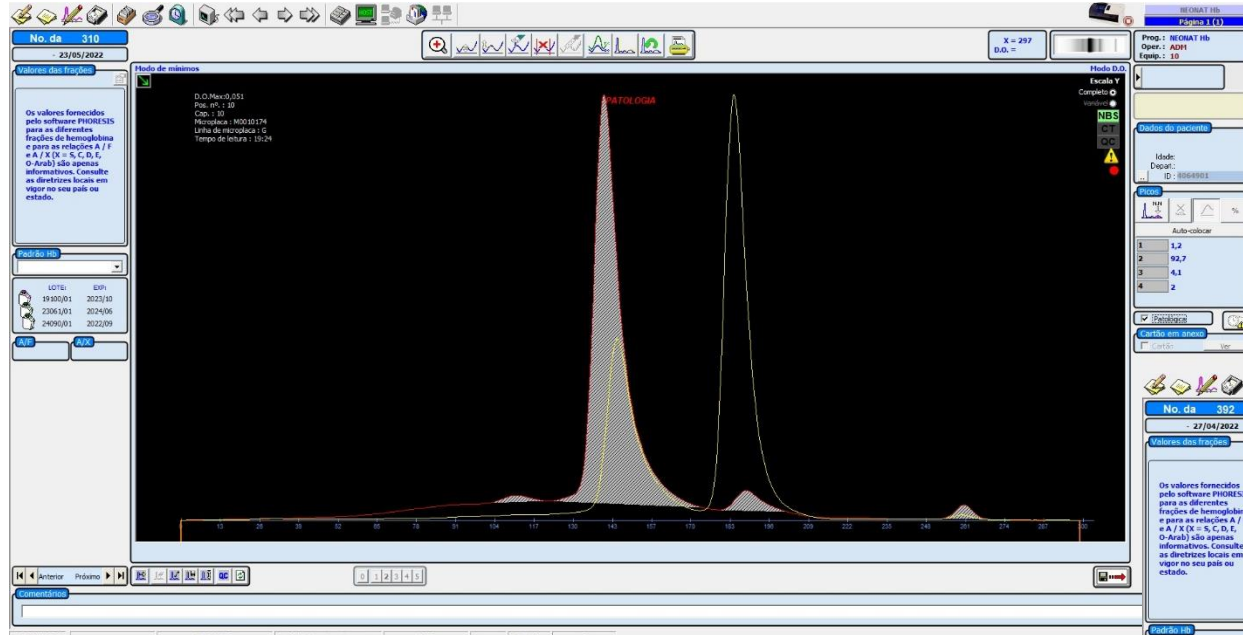 No. da 310
- 23/05/2022
Valores das frações
Os valores fornecidos
pelo software PHORESIS
para as diferentes
frações de hemoglobina
e para as relações A / F
e A / X (X = S, C, D, E,
O-Arab) são apenas
informativos. Consulte
as diretrizes locais em
vigor no seu país ou
estado.
Padrão Hb
LOTE: EXP:
19100/01 2023/10
23061/01 2024/06
24090/01 2022/09
A/F A/X
Anterior Próximo
Comentários
X = 297
D.O. =
Modo de mínimos
Modo D.O.
D.O.Max:0,051
Pos. nº. : 10
Cap. : 10
Microplaca : M0010174
Linha de microplaca : G
Tempo de leitura : 19:24
PATOLOGIA
Escala Y
Completo
Variável
NBS
CT
QC
13 26 39 52 65 78 91 104 117 130 143 157 170 183 196 209 222 235 248 261 274 287 300
QC
0 1 2 3 4 5
NEONAT Hb
Página 1 (1)
Prog.: NEONAT Hb
Oper.: ADM
Equip.: 10
Dados do paciente
Idade:
Depart.:
.. ID : 4064901
Picos
%
Auto-colocar
1 1,2
2 92,7
3 4,1
4 2
Patológica
Cartão em anexo
Cartão Ver
No. da 392
- 27/04/2022
Valores das frações
Os valores fornecidos
pelo software PHORES
para as diferentes
frações de hemoglobin
e para as relações A /
e A / X (X = S, C, D, E,
O-Arab) são apenas
informativos. Consulte
as diretrizes locais em
vigor no seu país ou
estado.
Padrão Hb